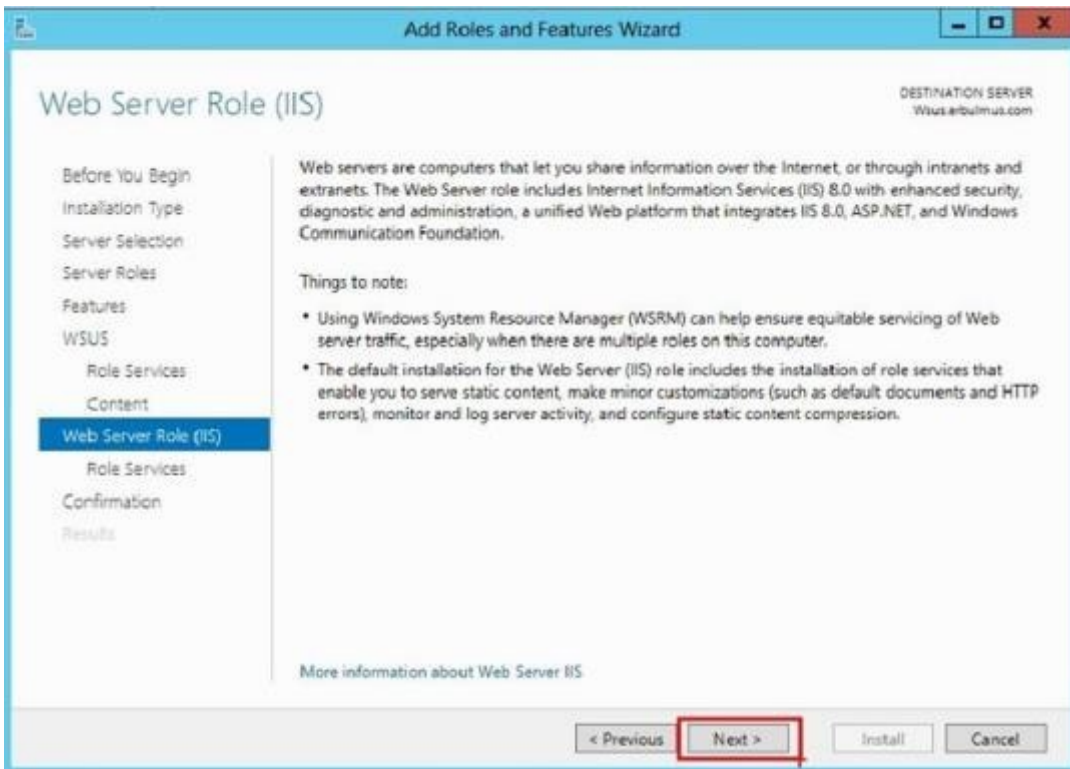 Add Roles and Features Wizard
Web Server Role (IIS)
DESTINATION SERVER
Wsus.erbulmus.com
Before You Begin
Installation Type
Server Selection
Server Roles
Features
WSUS
Role Services
Content
Web Server Role (IIS)
Role Services
Confirmation
Results
Web servers are computers that let you share information over the Internet, or through intranets and
extranets. The Web Server role includes Internet Information Services (IIS) 8.0 with enhanced security,
diagnostic and administration, a unified Web platform that integrates IIS 8.0, ASP.NET, and Windows
Communication Foundation.
Things to note:
• Using Windows System Resource Manager (WSRM) can help ensure equitable servicing of Web
server traffic, especially when there are multiple roles on this computer.
• The default installation for the Web Server (IIS) role includes the installation of role services that
enable you to serve static content, make minor customizations (such as default documents and HTTP
errors), monitor and log server activity, and configure static content compression.
More information about Web Server IIS
< Previous
Next >
Install
Cancel